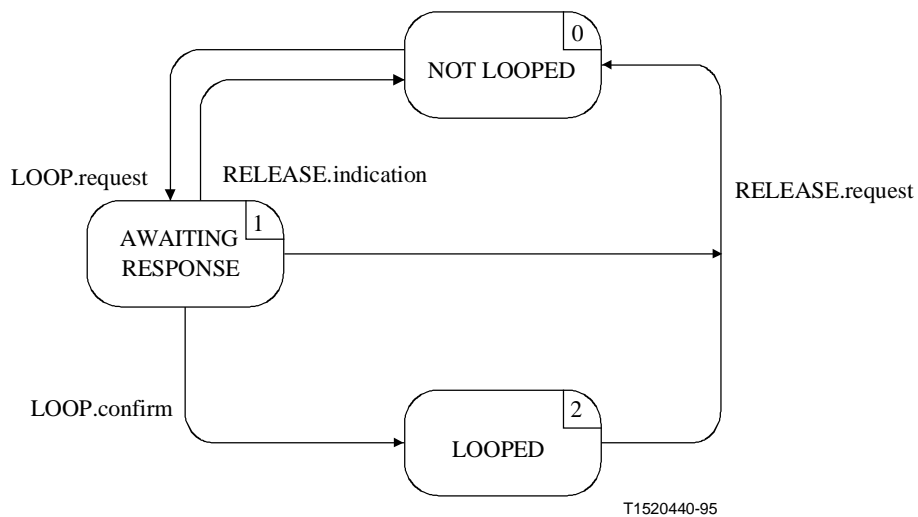 0
NOT LOOPED
LOOP.request
RELEASE.indication
RELEASE.request
1
AWAITING
RESPONSE
LOOP.confirm
2
LOOPED
T1520440-95